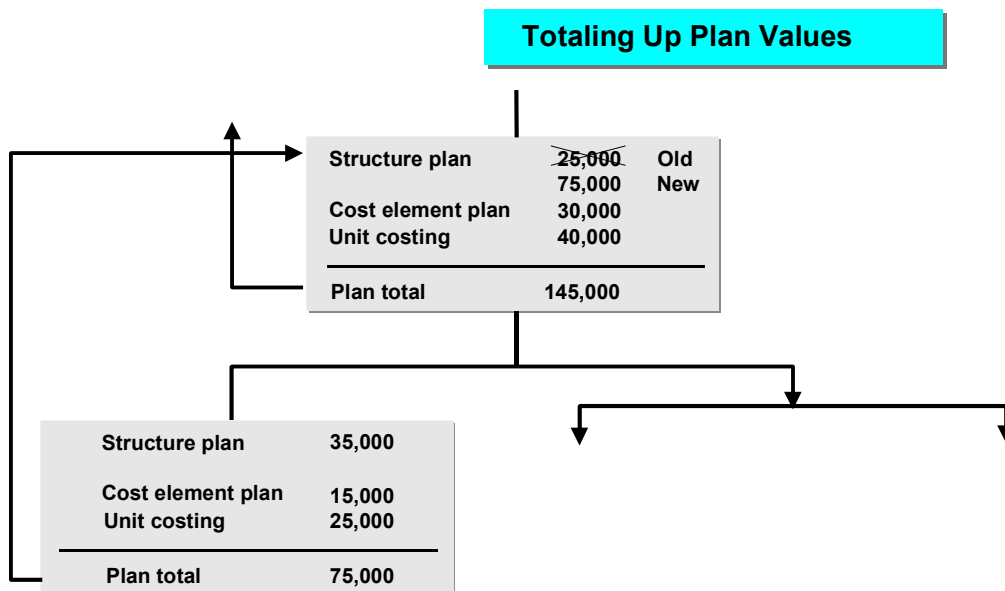 Totaling Up Plan Values
Structure plan 25,000 Old
75,000 New
Cost element plan 30,000
Unit costing 40,000
Plan total 145,000
Structure plan 35,000
Cost element plan 15,000
Unit costing 25,000
Plan total 75,000